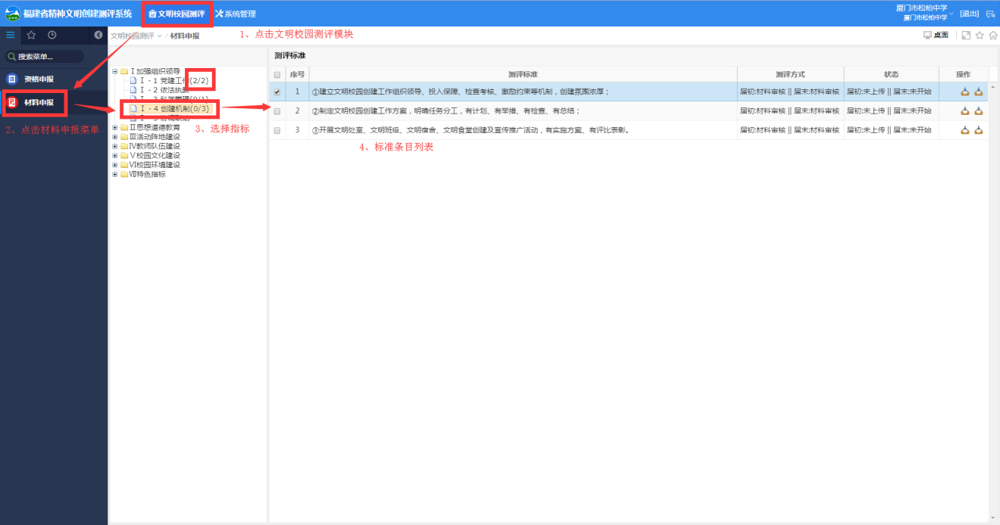 福建省精神文明创建测评系统 文明校园测评 系统管理 厦门市松柏中学 [退出]
厦门市松柏中学
文明校园测评 / 材料申报 1、点击文明校园测评模块 桌面
搜索菜单...
资格申报
材料申报
2、点击材料申报菜单
Ⅰ加强组织领导
Ⅰ - 1 党建工作(2/2)
Ⅰ - 2 依法执教
Ⅰ - 3 科学管理(0/1)
Ⅰ - 4 创建机制(0/3)
Ⅰ - 5
Ⅱ思想道德教育
Ⅲ活动阵地建设
Ⅳ教师队伍建设
Ⅴ校园文化建设
Ⅵ校园环境建设
Ⅶ特色指标
3、选择指标
测评标准
序号 测评标准 测评方式 状态 操作
1 ①建立文明校园创建工作组织领导、投入保障、检查考核、激励约束等机制，创建氛围浓厚； 届初:材料审核 || 届末:材料审核 届初:未上传 || 届末:未开始
2 ②制定文明校园创建工作方案，明确任务分工，有计划、有举措、有检查、有总结； 届初:材料审核 || 届末:材料审核 届初:未上传 || 届末:未开始
3 ③开展文明处室、文明班级、文明宿舍、文明食堂创建及宣传推广活动，有实施方案、有评比表彰。 届初:材料审核 || 届末:材料审核 届初:未上传 || 届末:未开始
4、标准条目列表